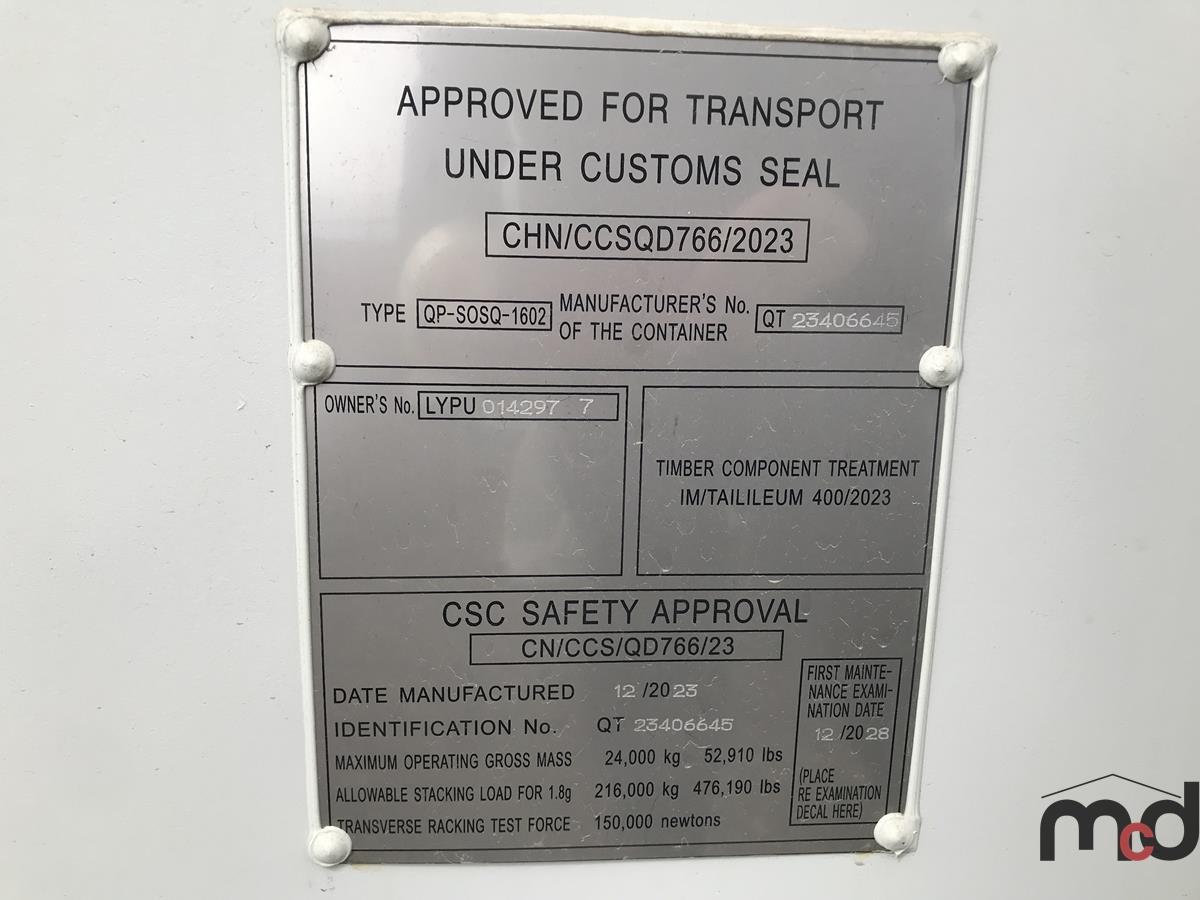 APPROVED FOR TRANSPORT
UNDER CUSTOMS SEAL
CHN/CCSQD766/2023
TYPE QP-SOSQ-1602 MANUFACTURER'S No. OF THE CONTAINER QT 23406645
OWNER'S No. LYPU 014297 7
TIMBER COMPONENT TREATMENT
IM/TAILILEUM 400/2023
CSC SAFETY APPROVAL
CN/CCS/QD766/23
DATE MANUFACTURED 12 /2023
IDENTIFICATION No. QT 23406645
MAXIMUM OPERATING GROSS MASS 24,000 kg 52,910 lbs
ALLOWABLE STACKING LOAD FOR 1.8g 216,000 kg 476,190 lbs
TRANSVERSE RACKING TEST FORCE 150,000 newtons
FIRST MAINTE-
NANCE EXAMI-
NATION DATE
12 /2028
(PLACE
RE EXAMINATION
DECAL HERE)
mcd